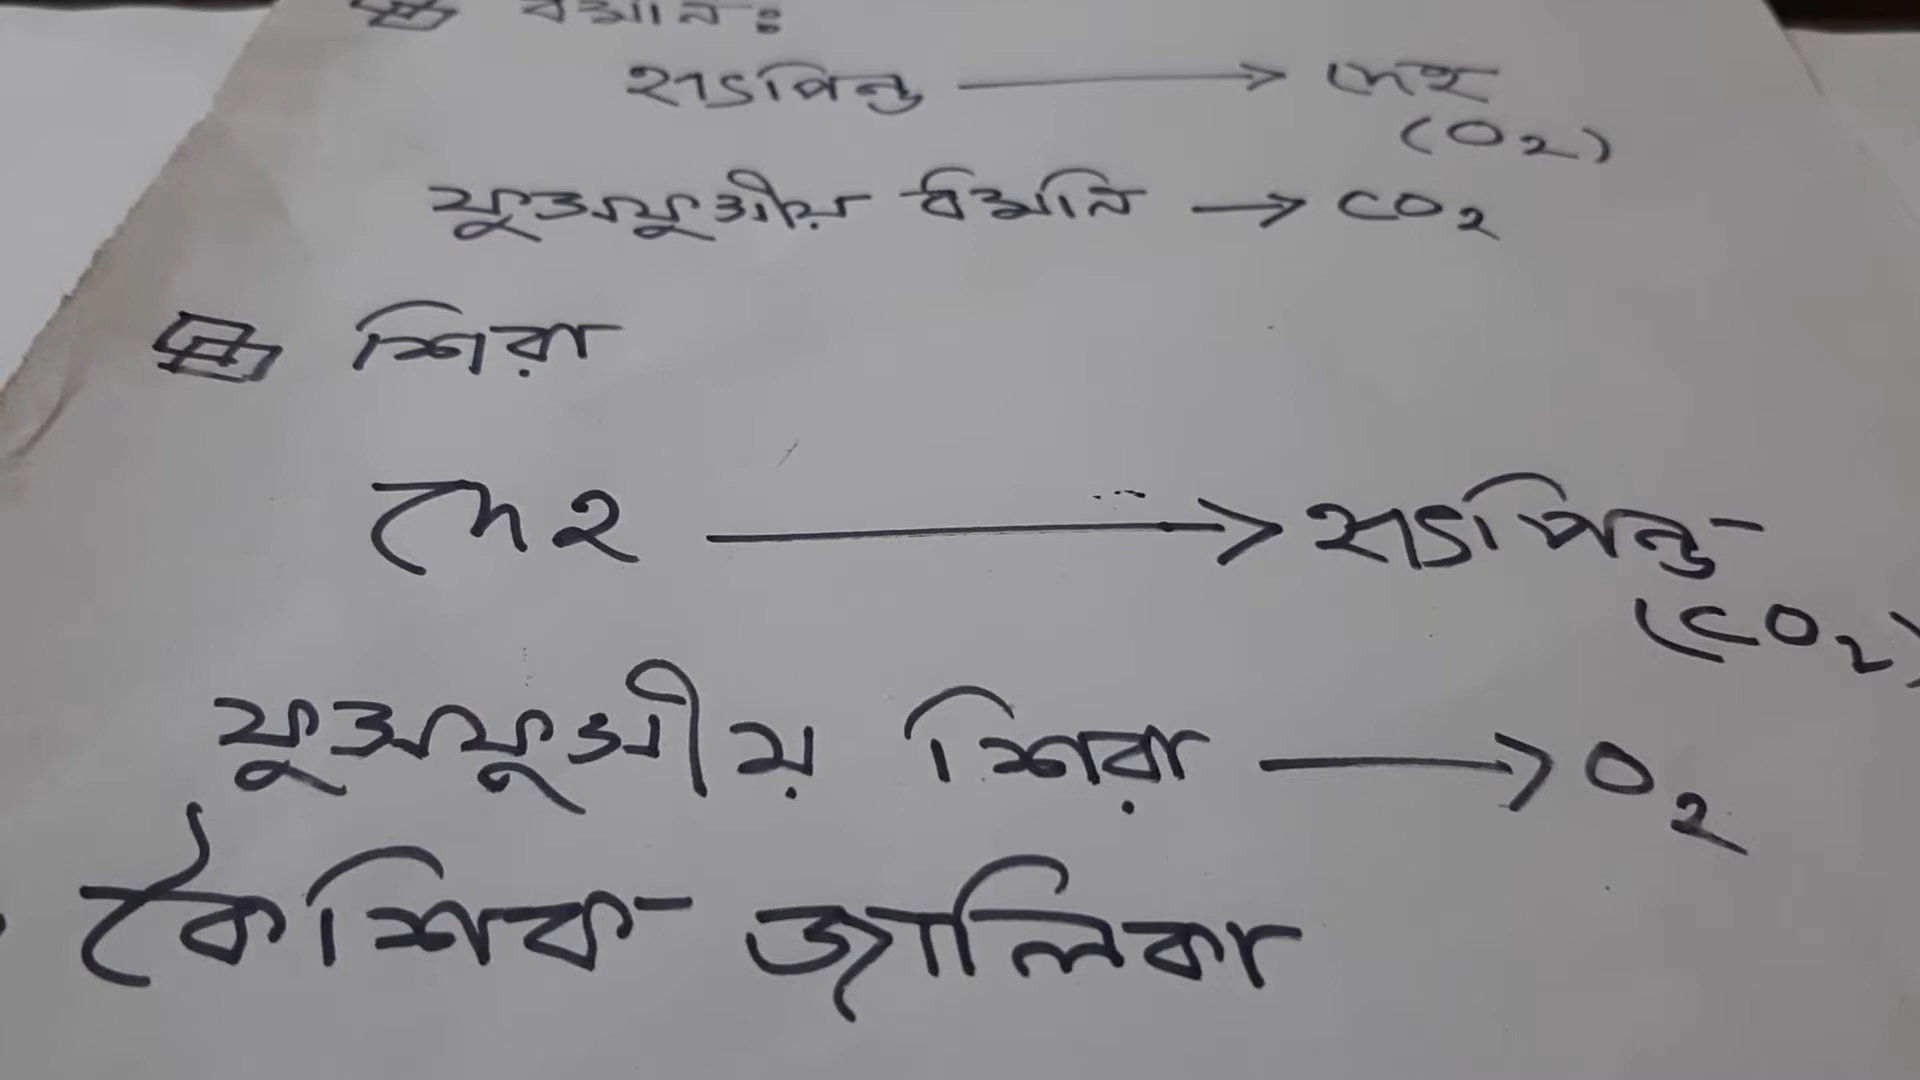 ধমনি:
হৃৎপিন্ড → দেহ
(O₂)
ফুসফুসীয় ধমনি → CO₂
শিরা
দেহ → হৃৎপিন্ড
(CO₂)
ফুসফুসীয় শিরা → O₂
কৈশিক জালিকা